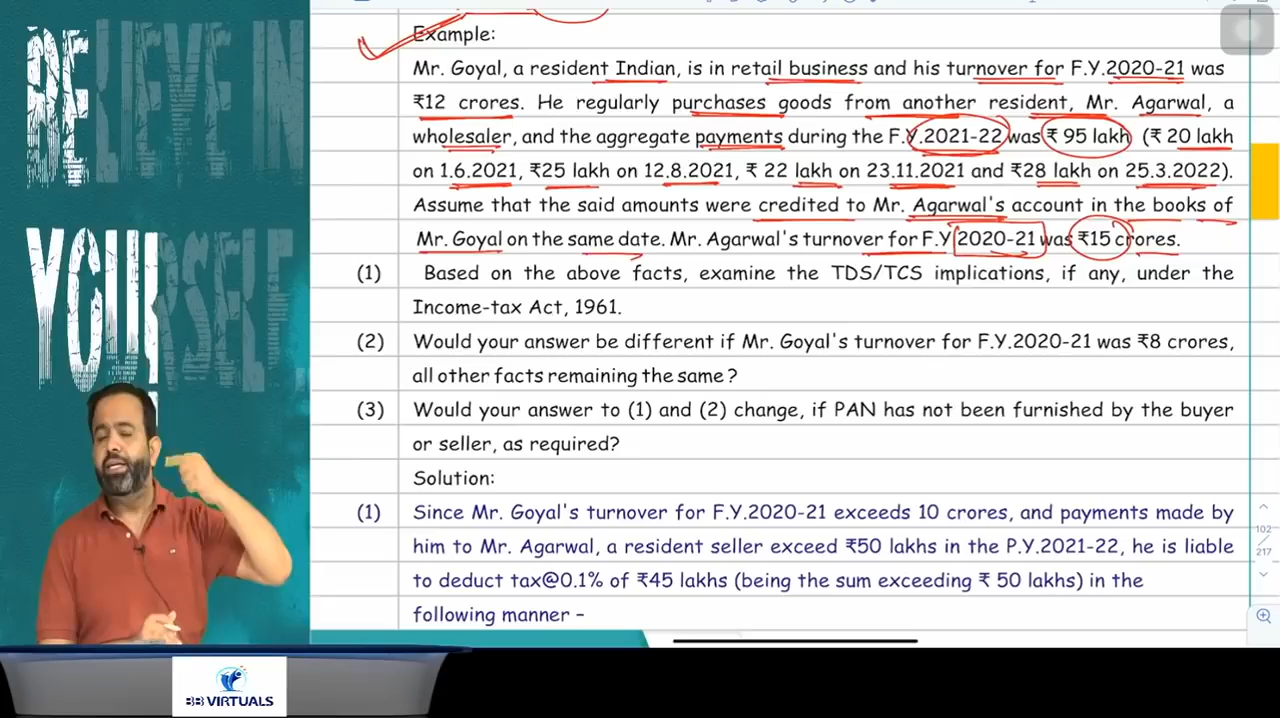 BELIEVE IN
YOURSELF
Example:
Mr. Goyal, a resident Indian, is in retail business and his turnover for F.Y.2020-21 was
₹12 crores. He regularly purchases goods from another resident, Mr. Agarwal, a
wholesaler, and the aggregate payments during the F.Y.2021-22 was ₹ 95 lakh (₹ 20 lakh
on 1.6.2021, ₹25 lakh on 12.8.2021, ₹ 22 lakh on 23.11.2021 and ₹28 lakh on 25.3.2022).
Assume that the said amounts were credited to Mr. Agarwal's account in the books of
Mr. Goyal on the same date. Mr. Agarwal's turnover for F.Y 2020-21 was ₹15 crores.
(1) Based on the above facts, examine the TDS/TCS implications, if any, under the
Income-tax Act, 1961.
(2) Would your answer be different if Mr. Goyal's turnover for F.Y.2020-21 was ₹8 crores,
all other facts remaining the same?
(3) Would your answer to (1) and (2) change, if PAN has not been furnished by the buyer
or seller, as required?
Solution:
(1) Since Mr. Goyal's turnover for F.Y.2020-21 exceeds 10 crores, and payments made by
him to Mr. Agarwal, a resident seller exceed ₹50 lakhs in the P.Y.2021-22, he is liable
to deduct tax@0.1% of ₹45 lakhs (being the sum exceeding ₹ 50 lakhs) in the
following manner –
102
217
BB VIRTUALS